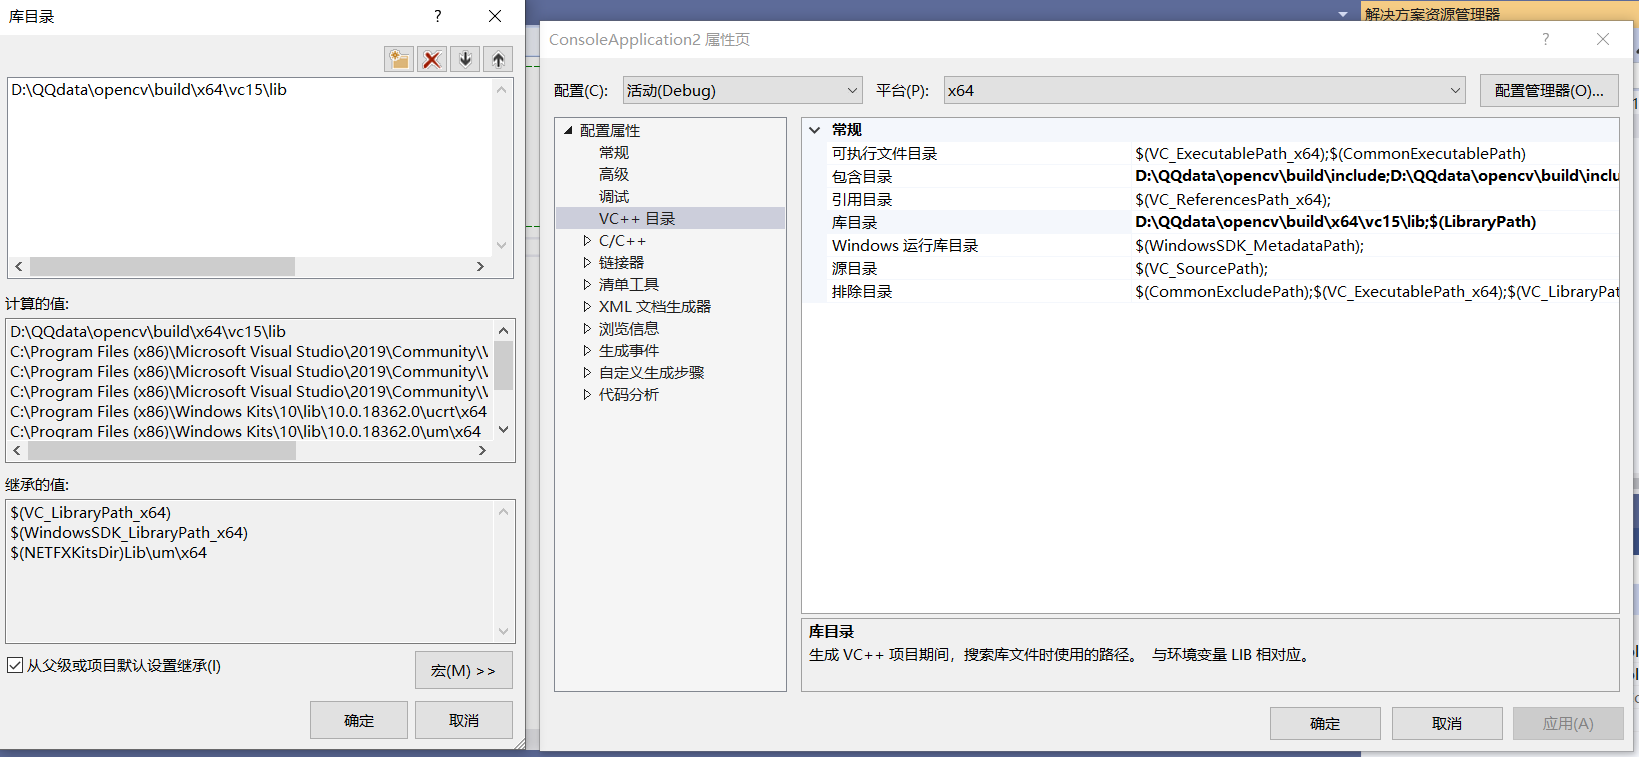 库目录
?
D:\QQdata\opencv\build\x64\vc15\lib
计算的值:
D:\QQdata\opencv\build\x64\vc15\lib
C:\Program Files (x86)\Microsoft Visual Studio\2019\Community\
C:\Program Files (x86)\Microsoft Visual Studio\2019\Community\
C:\Program Files (x86)\Microsoft Visual Studio\2019\Community\
C:\Program Files (x86)\Windows Kits\10\lib\10.0.18362.0\ucrt\x64
C:\Program Files (x86)\Windows Kits\10\lib\10.0.18362.0\um\x64
继承的值:
$(VC_LibraryPath_x64)
$(WindowsSDK_LibraryPath_x64)
$(NETFXKitsDir)Lib\um\x64
从父级或项目默认设置继承(I)
宏(M) >>
确定
取消
解决方案资源管理器
ConsoleApplication2 属性页
?
配置(C):
活动(Debug)
平台(P):
x64
配置管理器(O)...
配置属性
常规
高级
调试
VC++ 目录
C/C++
链接器
清单工具
XML 文档生成器
浏览信息
生成事件
自定义生成步骤
代码分析
常规
可执行文件目录 $(VC_ExecutablePath_x64);$(CommonExecutablePath)
包含目录 D:\QQdata\opencv\build\include;D:\QQdata\opencv\build\inclu
引用目录 $(VC_ReferencesPath_x64);
库目录 D:\QQdata\opencv\build\x64\vc15\lib;$(LibraryPath)
Windows 运行库目录 $(WindowsSDK_MetadataPath);
源目录 $(VC_SourcePath);
排除目录 $(CommonExcludePath);$(VC_ExecutablePath_x64);$(VC_LibraryPat
库目录
生成 VC++ 项目期间，搜索库文件时使用的路径。 与环境变量 LIB 相对应。
确定
取消
应用(A)